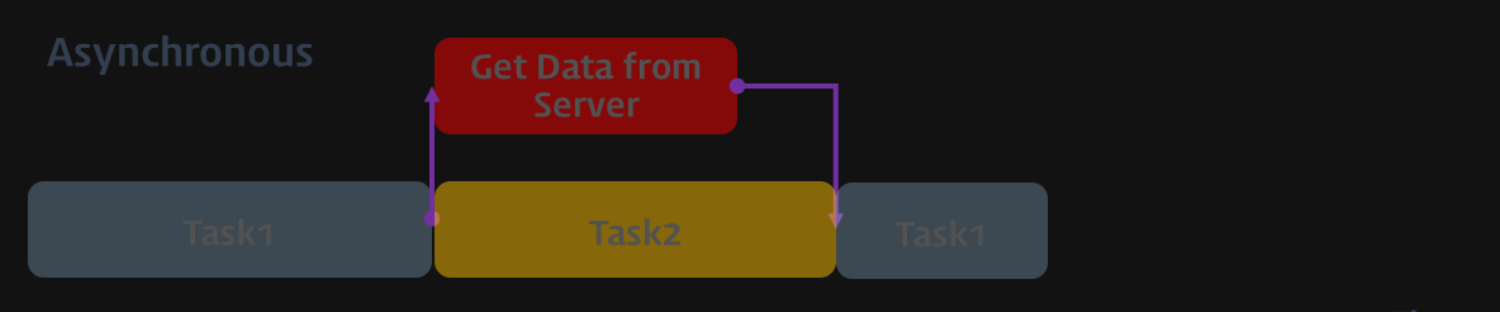 Asynchronous
Get Data from
Server
Task1
Task2
Task1